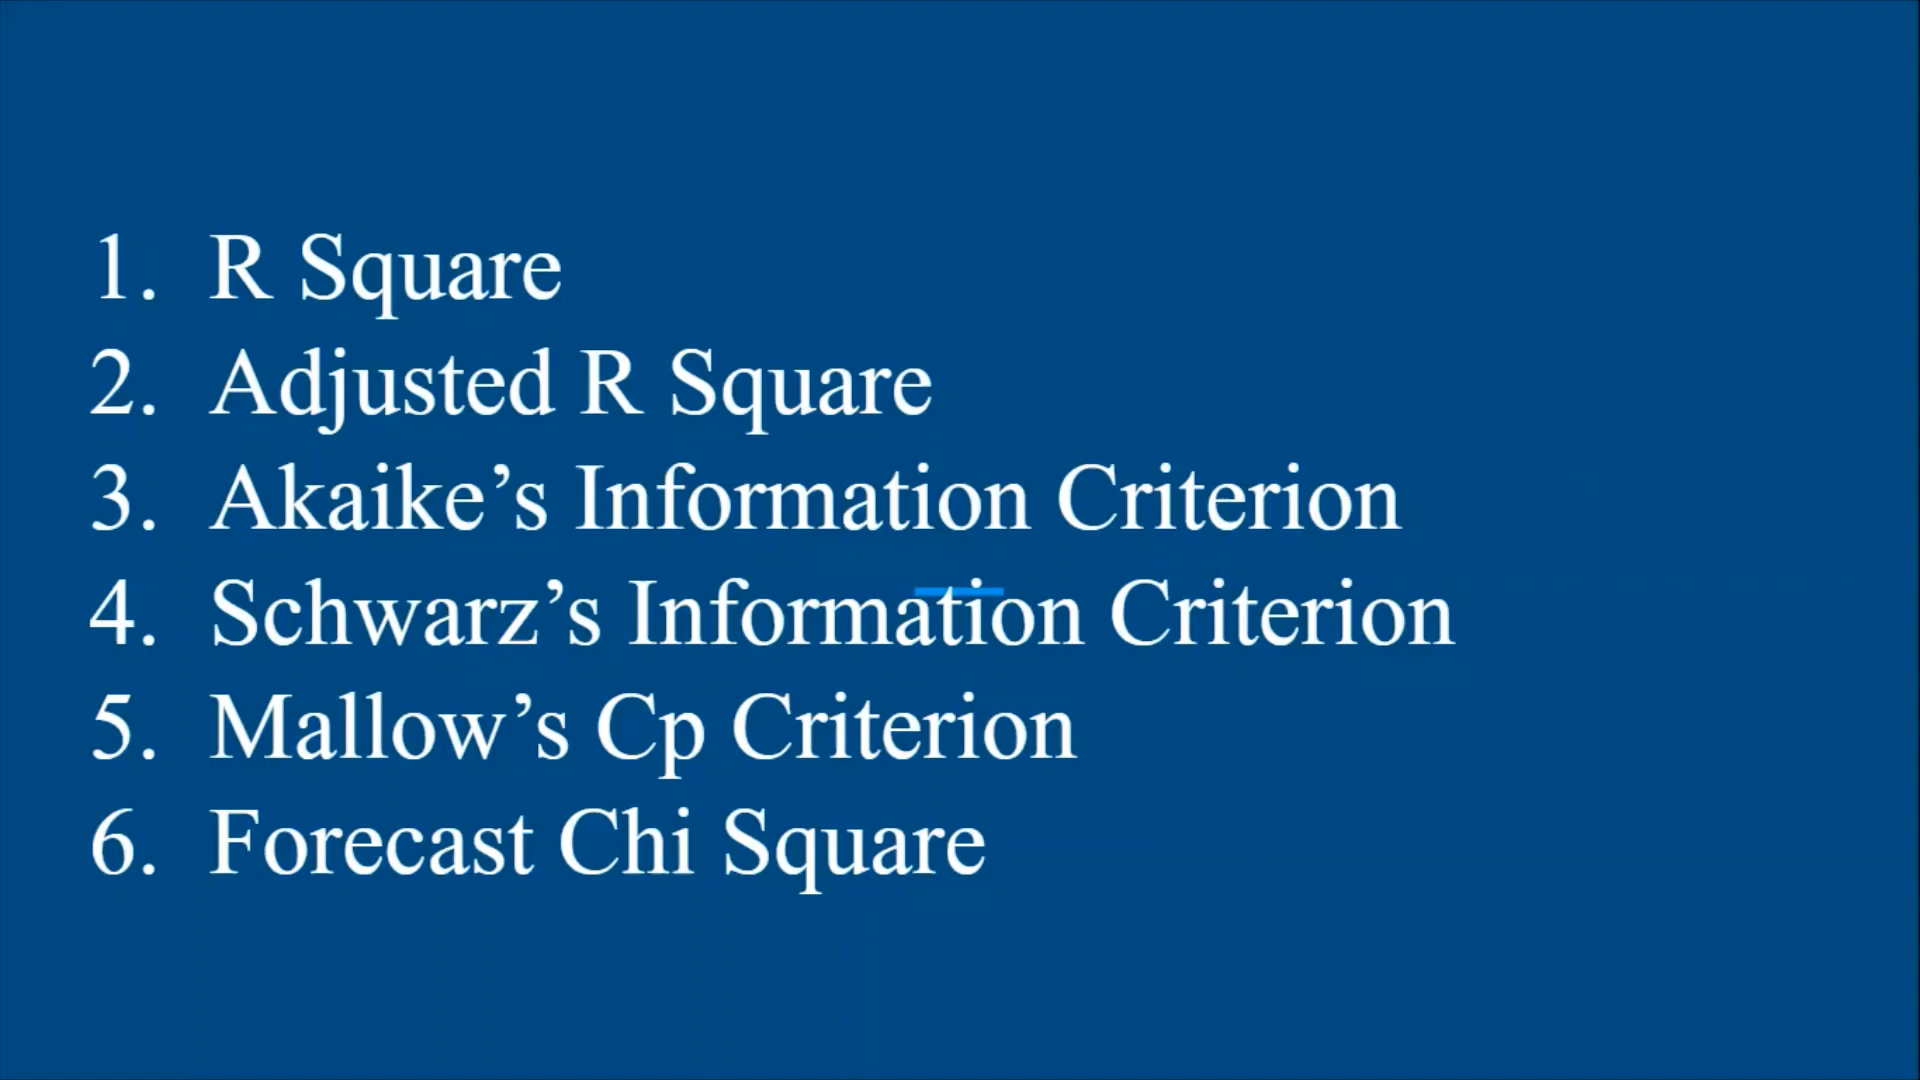 1. R Square
2. Adjusted R Square
3. Akaike’s Information Criterion
4. Schwarz’s Information Criterion
5. Mallow’s Cp Criterion
6. Forecast Chi Square